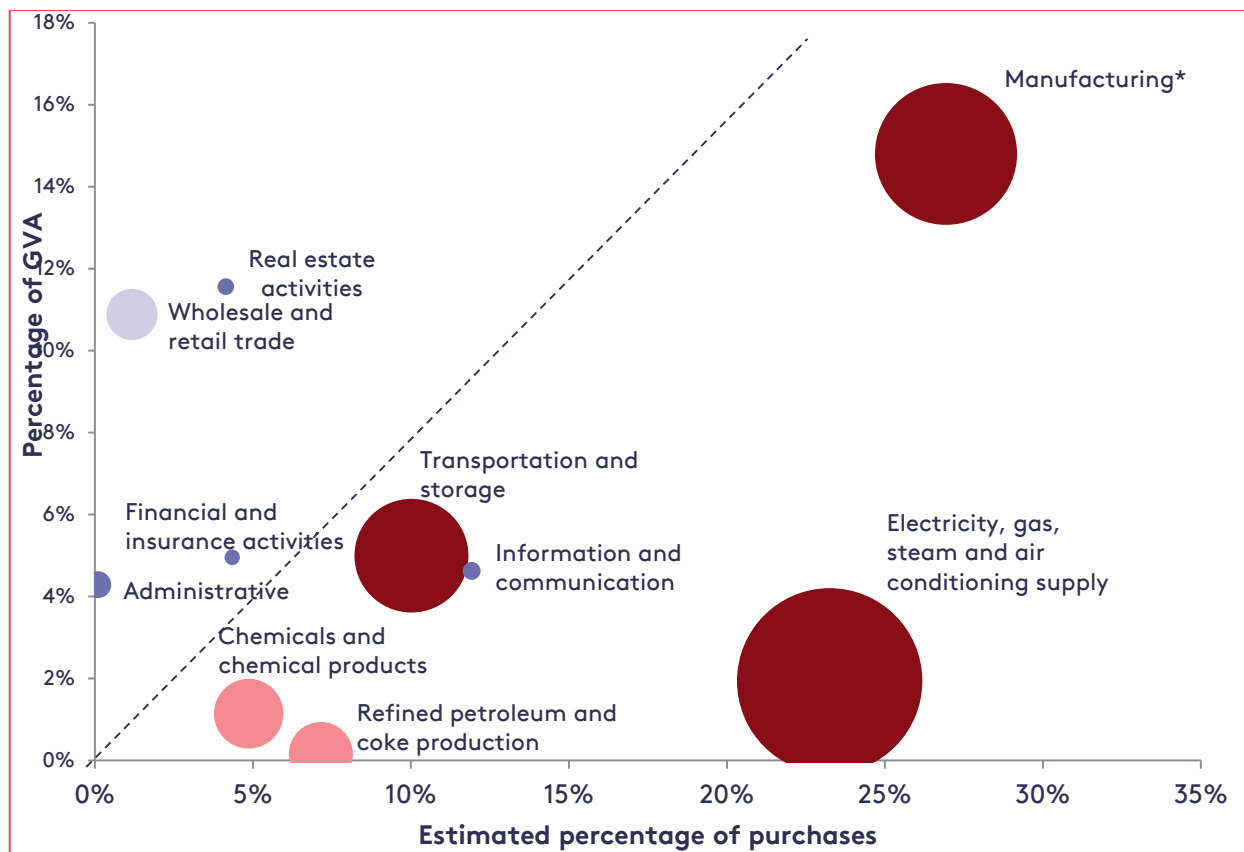 18%
Manufacturing*
16%
14%
Percentage of GVA
12%
Real estate
activities
Wholesale and
retail trade
10%
8%
Transportation and
storage
6%
Financial and
insurance activities
Electricity, gas,
steam and air
conditioning supply
Information and
communication
4%
Administrative
Chemicals and
chemical products
2%
Refined petroleum and
coke production
0%
0%
5%
10%
15%
20%
25%
30%
35%
Estimated percentage of purchases